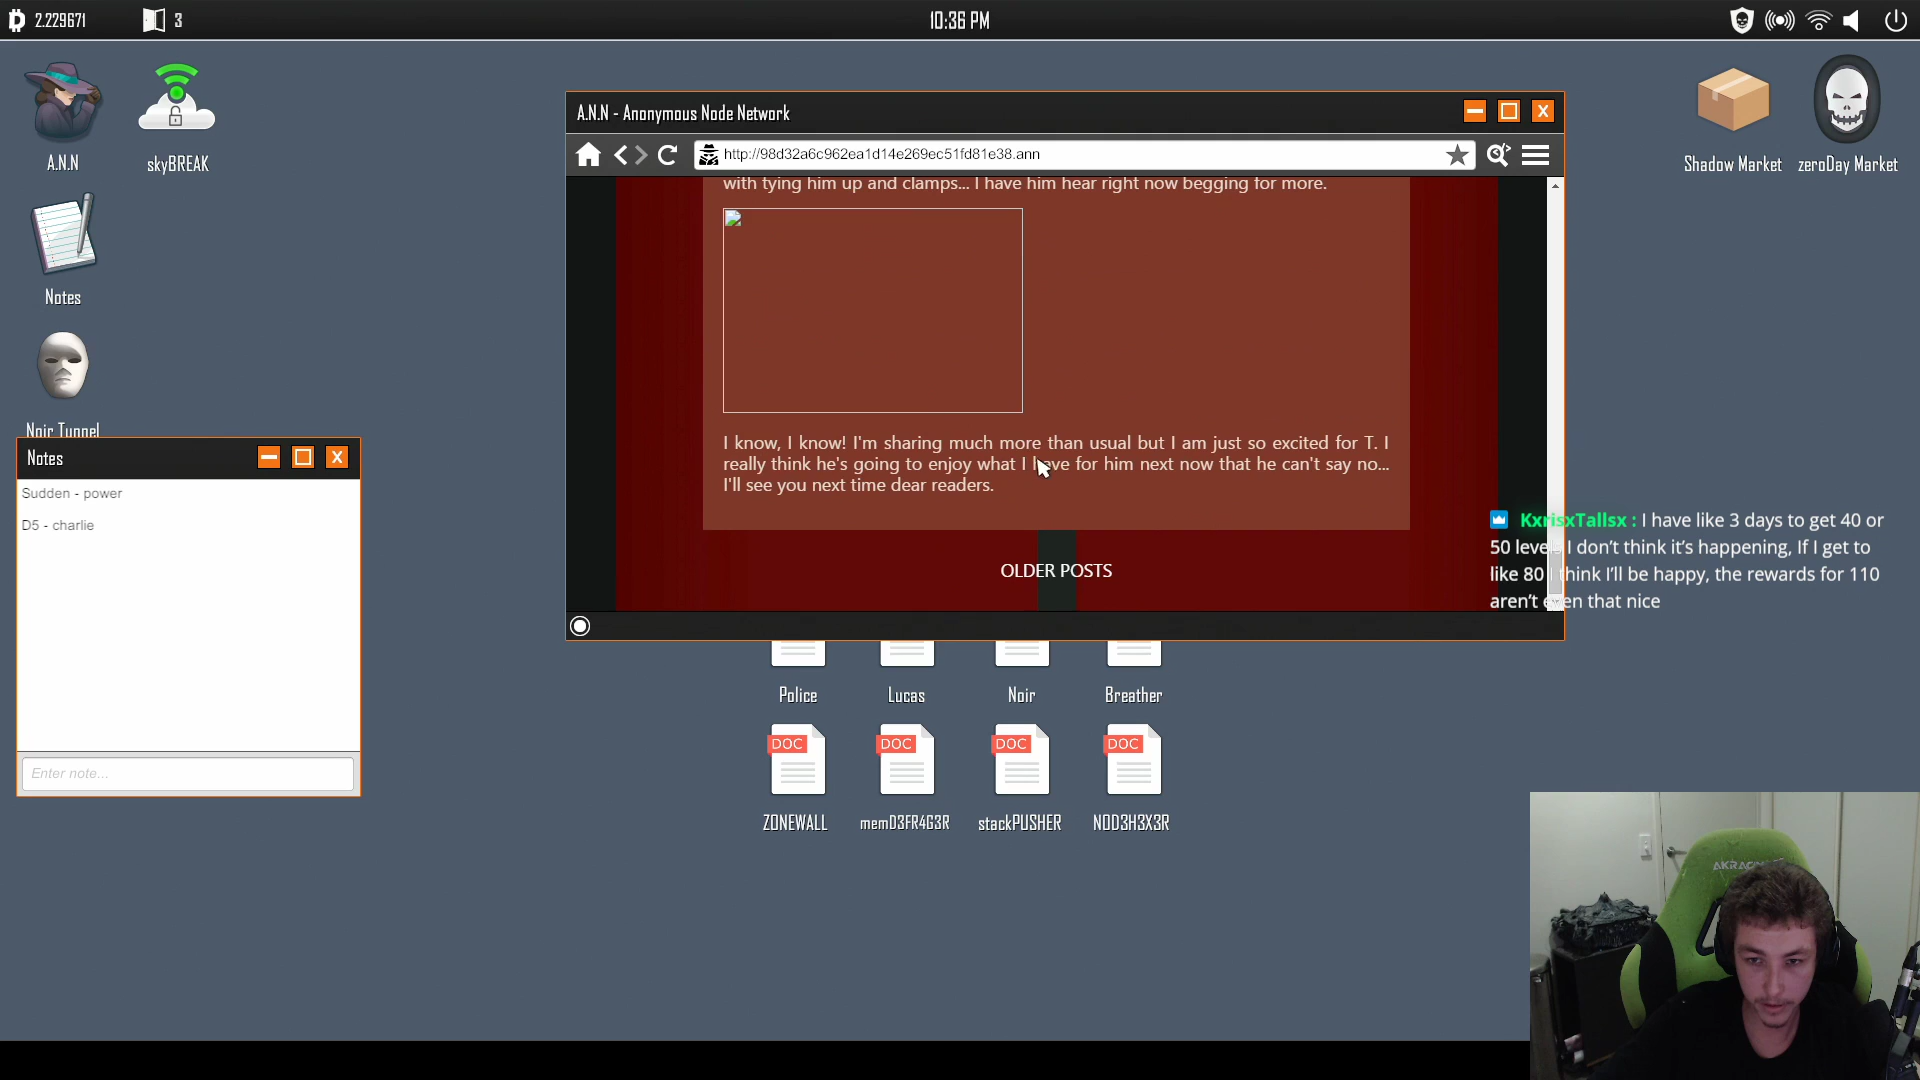 2.229671
3
10:36 PM
A.N.N
skyBREAK
Notes
Noir Tunnel
Shadow Market
zeroDay Market
A.N.N - Anonymous Node Network
http://98d32a6c962ea1d14e269ec51fd81e38.ann
with tying him up and clamps... I have him hear right now begging for more.
I know, I know! I'm sharing much more than usual but I am just so excited for T. I
really think he's going to enjoy what I have for him next now that he can't say no...
I'll see you next time dear readers.
OLDER POSTS
Notes
Sudden - power
D5 - charlie
Enter note...
KxrisxTallsx : I have like 3 days to get 40 or
50 levels I don't think it's happening, If I get to
like 80 I think I'll be happy, the rewards for 110
aren't even that nice
Police
Lucas
Noir
Breather
DOC
DOC
DOC
DOC
ZONEWALL
memD3FR4G3R
stackPUSHER
NOD3H3X3R
AKRACING